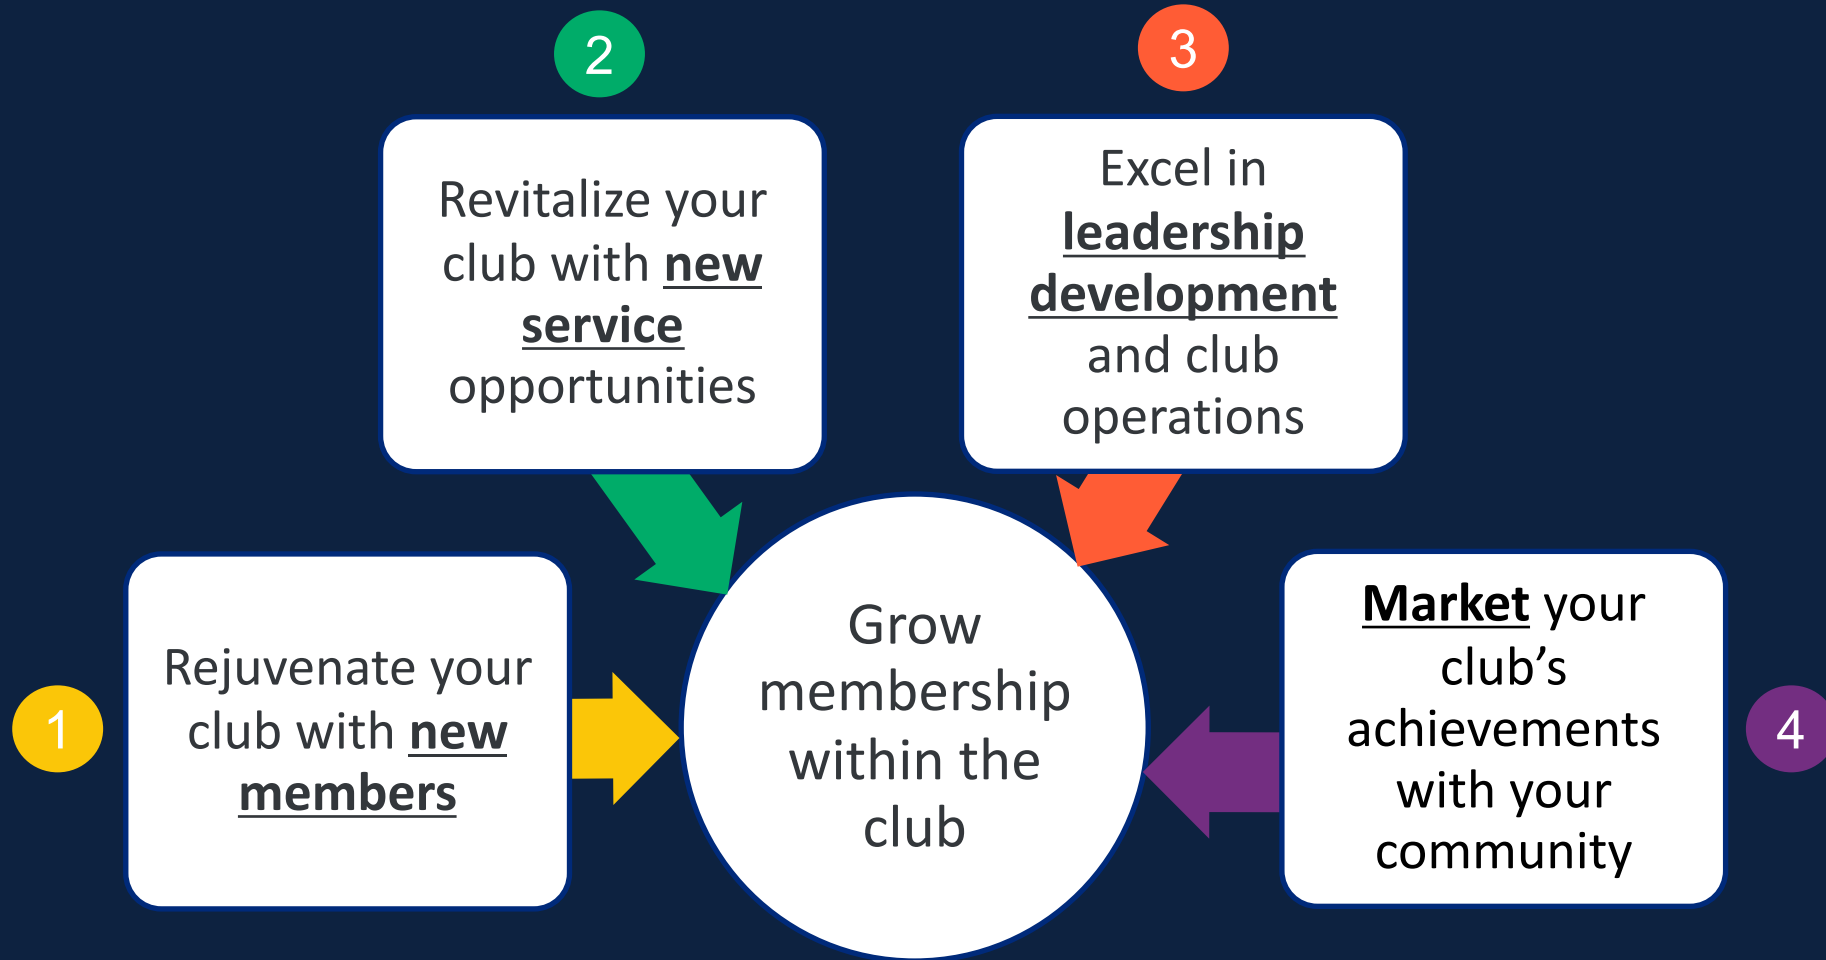 1
Rejuvenate your
club with new
members
2
Revitalize your
club with new
service
opportunities
3
Excel in
leadership
development
and club
operations
4
Market your
club’s
achievements
with your
community
Grow
membership
within the
club